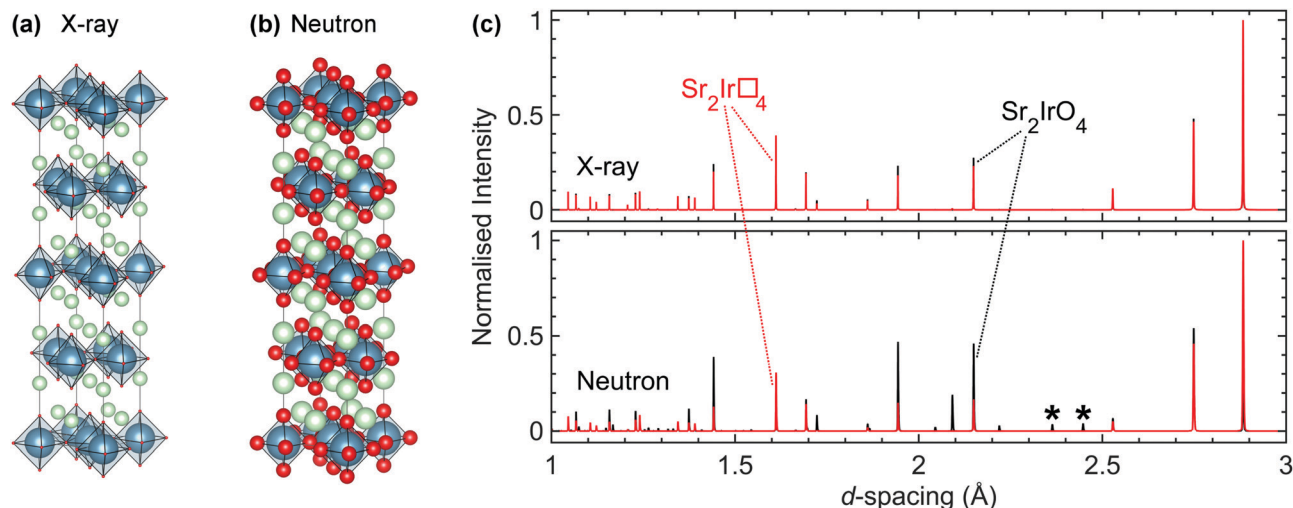 (a) X-ray
(b) Neutron
(c)
Normalised Intensity
1
0.5
0
Sr₂Ir□₄
Sr₂IrO₄
X-ray
1
0.5
0
Neutron
* *
1 1.5 2 2.5 3
d-spacing (Å)